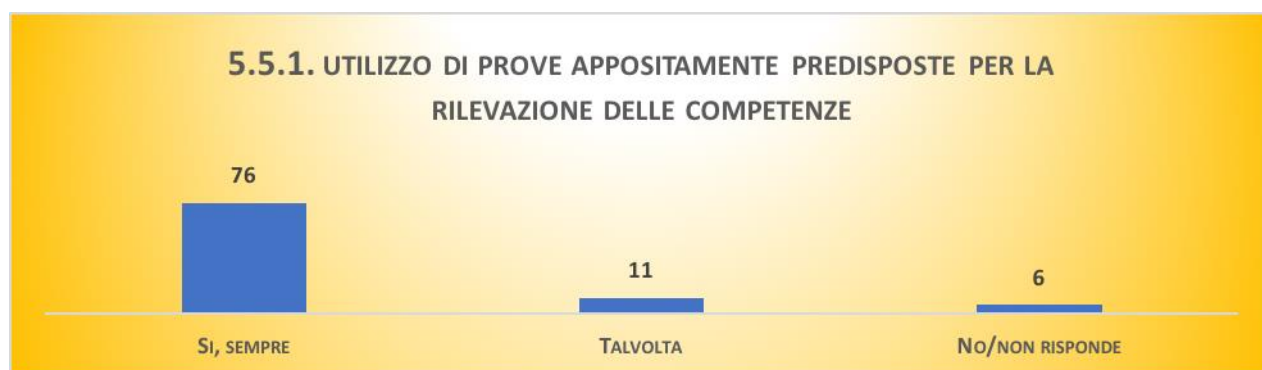 5.5.1. UTILIZZO DI PROVE APPOSITAMENTE PREDISPOSTE PER LA
RILEVAZIONE DELLE COMPETENZE
76
11
6
SI, SEMPRE
TALVOLTA
NO/NON RISPONDE